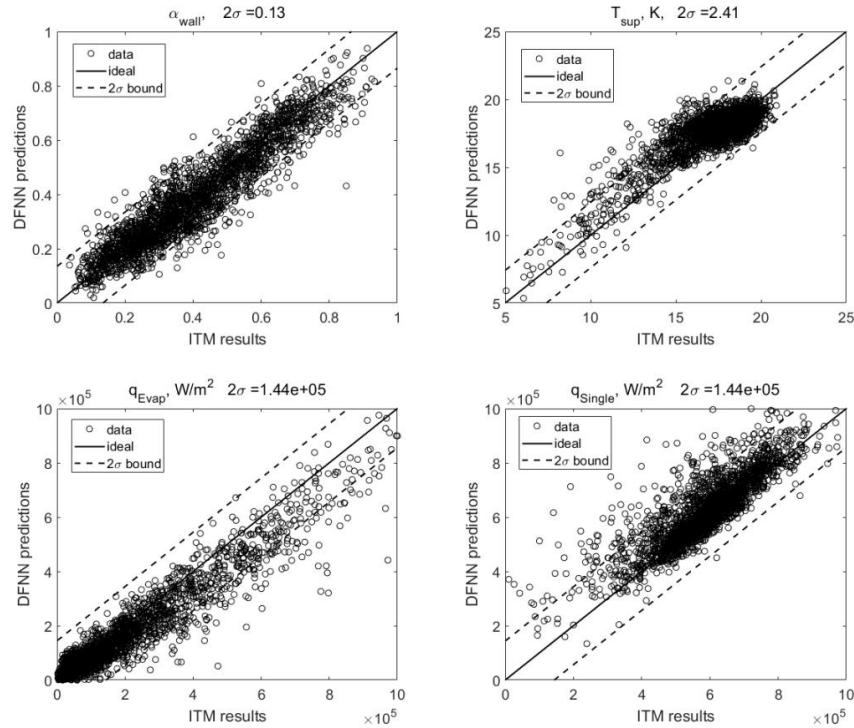 α_wall, 2σ =0.13
DFNN predictions
1
0.8
0.6
0.4
0.2
0
data
ideal
2σ bound
0 0.2 0.4 0.6 0.8 1
ITM results
T_sup, K, 2σ =2.41
DFNN predictions
25
20
15
10
5
data
ideal
2σ bound
5 10 15 20 25
ITM results
q_Evap, W/m² 2σ =1.44e+05
×10⁵
DFNN predictions
10
8
6
4
2
0
data
ideal
2σ bound
0 2 4 6 8 10
ITM results ×10⁵
q_Single, W/m² 2σ =1.44e+05
×10⁵
DFNN predictions
10
8
6
4
2
0
data
ideal
2σ bound
0 2 4 6 8 10
ITM results ×10⁵